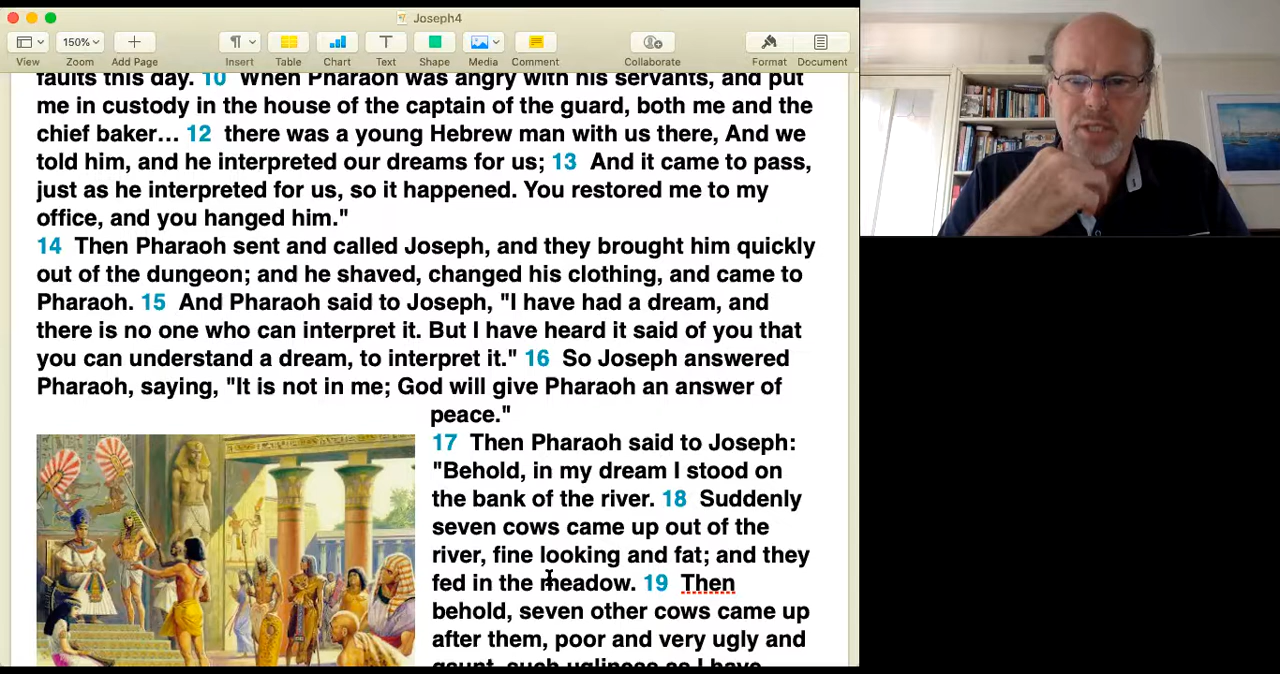 Joseph4
150%
View
Zoom
Add Page
Insert
Table
Chart
Text
Shape
Media
Comment
Collaborate
Format
Document
faults this day. 10 When Pharaoh was angry with his servants, and put
me in custody in the house of the captain of the guard, both me and the
chief baker... 12 there was a young Hebrew man with us there, And we
told him, and he interpreted our dreams for us; 13 And it came to pass,
just as he interpreted for us, so it happened. You restored me to my
office, and you hanged him."
14 Then Pharaoh sent and called Joseph, and they brought him quickly
out of the dungeon; and he shaved, changed his clothing, and came to
Pharaoh. 15 And Pharaoh said to Joseph, "I have had a dream, and
there is no one who can interpret it. But I have heard it said of you that
you can understand a dream, to interpret it." 16 So Joseph answered
Pharaoh, saying, "It is not in me; God will give Pharaoh an answer of
peace."
17 Then Pharaoh said to Joseph:
"Behold, in my dream I stood on
the bank of the river. 18 Suddenly
seven cows came up out of the
river, fine looking and fat; and they
fed in the meadow. 19 Then
behold, seven other cows came up
after them, poor and very ugly and
gaunt, such ugliness as I have